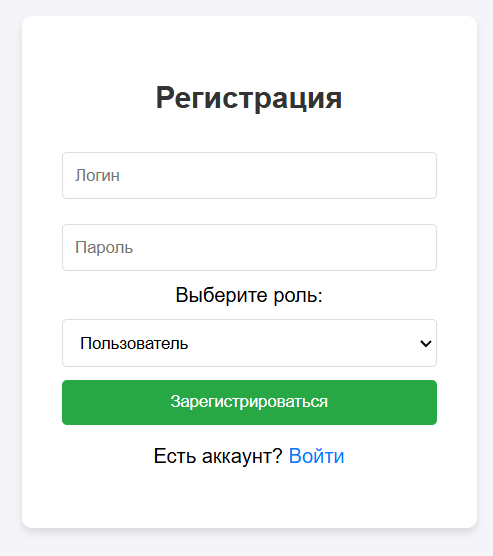 Регистрация
Логин
Пароль
Выберите роль:
Пользователь
Зарегистрироваться
Есть аккаунт? Войти